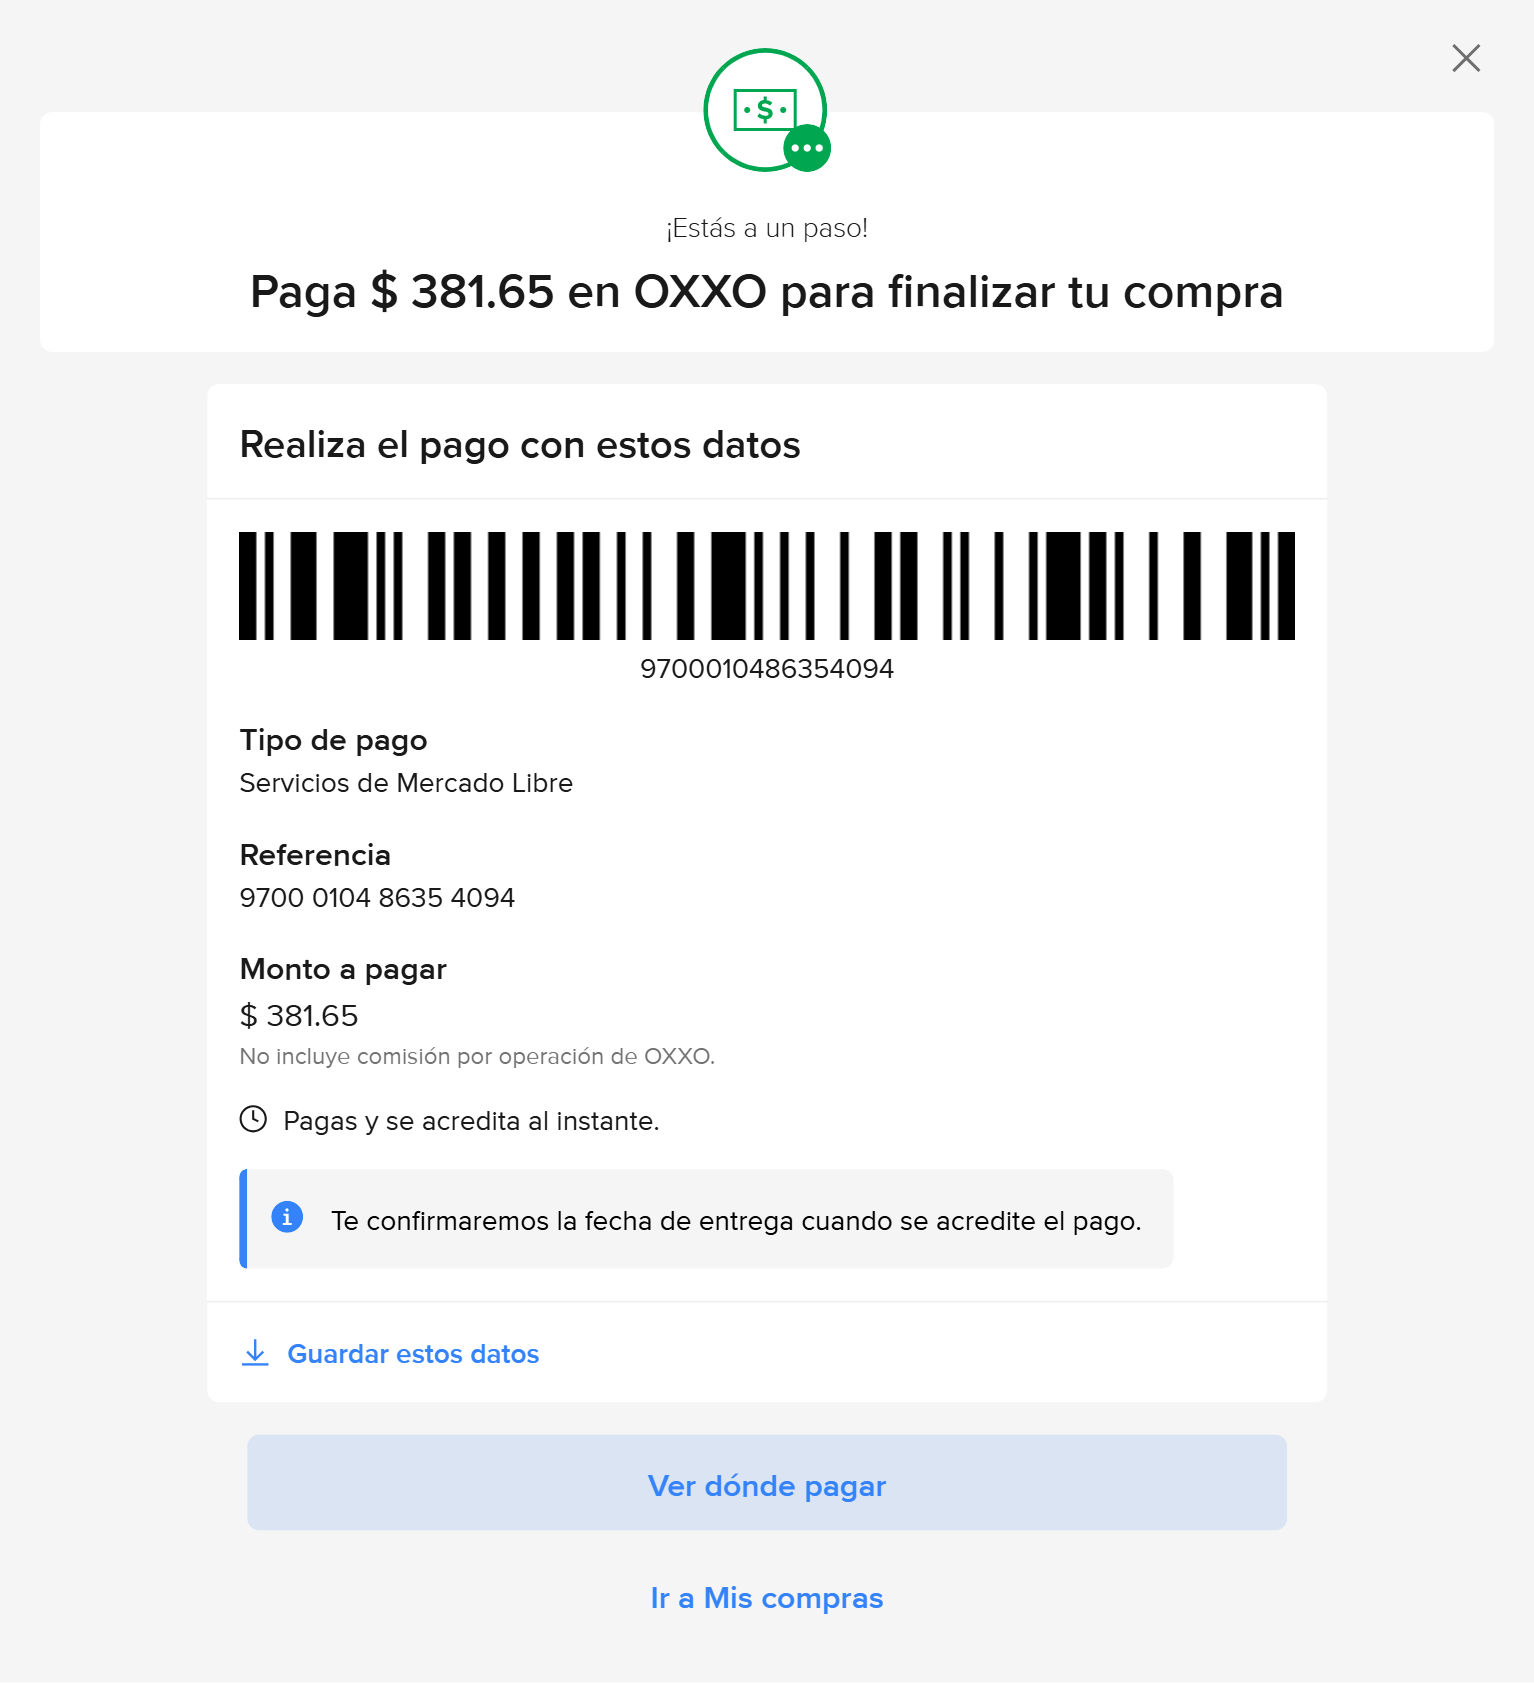 ¡Estás a un paso!
Paga $ 381.65 en OXXO para finalizar tu compra
Realiza el pago con estos datos
9700010486354094
Tipo de pago
Servicios de Mercado Libre
Referencia
9700 0104 8635 4094
Monto a pagar
$ 381.65
No incluye comisión por operación de OXXO.
Pagas y se acredita al instante.
Te confirmaremos la fecha de entrega cuando se acredite el pago.
Guardar estos datos
Ver dónde pagar
Ir a Mis compras